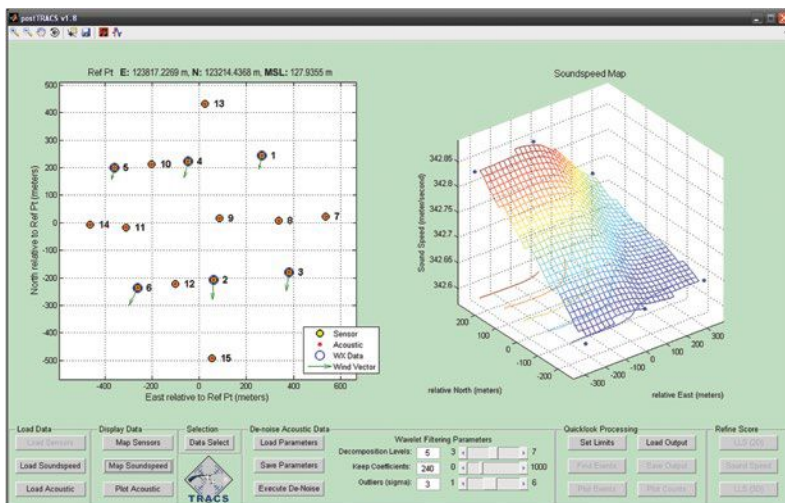 postTRACS v1.8
Ref Pt E: 123817.2269 m, N: 123214.4368 m, MSL: 127.9355 m
500
400
300
200
100
0
-100
-200
-300
-400
-500
North relative to Ref Pt (meters)
13
5
10
4
1
14
11
9
8
7
6
12
2
3
15
Sensor
Acoustic
WX Data
Wind Vector
-400
-200
0
200
400
600
East relative to Ref Pt (meters)
Soundspeed Map
342.85
342.8
342.75
342.7
342.65
342.6
Sound Speed (meter/second)
200
100
0
-100
-200
relative North (meters)
-300
-200
-100
0
100
200
300
relative East (meters)
Load Data
Load Sensors
Load Soundspeed
Load Acoustic
Display Data
Map Sensors
Map Soundspeed
Plot Acoustic
Selection
Data Select
TRACS
De-noise Acoustic Data
Load Parameters
Save Parameters
Execute De-Noise
Wavelet Filtering Parameters
Decomposition Levels: 5 3 7
Keep Coefficients: 240 0 1000
Outliers (sigma): 3 1 6
Quicklook Processing
Set Limits
Load Output
Find Events
Save Output
Plot Events
Plot Counts
Refine Score
LLS (2D)
Sound Speed
LLS (3D)